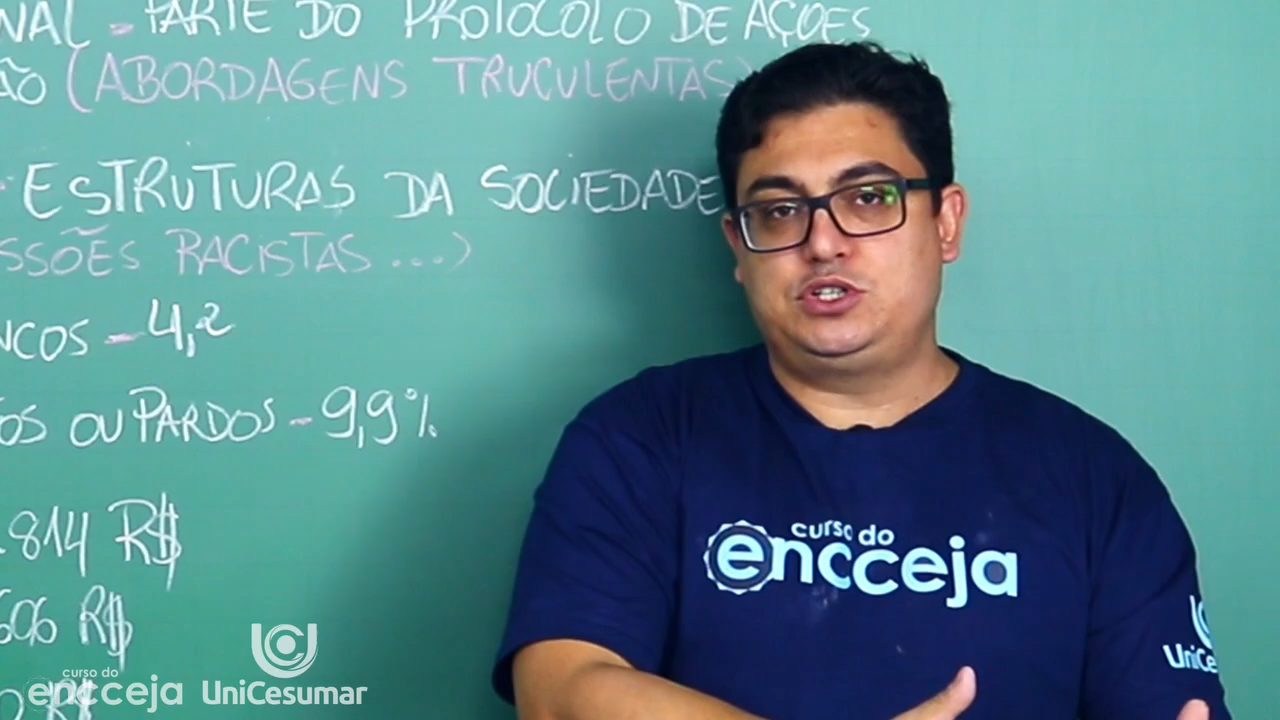 NAL - PARTE DO PROTOCOLO DE AÇÕES
ÃO (ABORDAGENS TRUCULENTAS)
- ESTRUTURAS DA SOCIEDADE
SSÕES RACISTAS ...)
NCOS - 4,2
OS OU PARDOS - 9,9%
.814 R$
606 R$
R$
curso do
encceja
UniCe
curso do
encceja UniCesumar